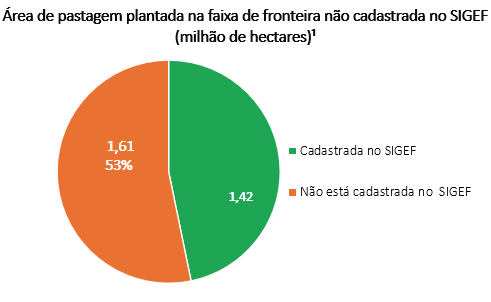 Área de pastagem plantada na faixa de fronteira não cadastrada no SIGEF
(milhão de hectares)¹
1,61
53%
1,42
Cadastrada no SIGEF
Não está cadastrada no SIGEF